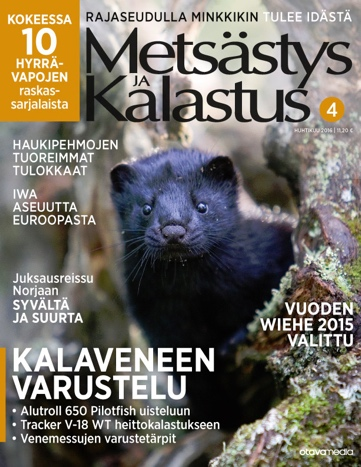 KOKEESSA
10
HYRRÄ-
VAPOJEN
raskas-
sarjalaista
RAJASEUDULLA MINKKIKIN TULEE IDÄSTÄ
Metsästys
JA
Kalastus
4
HUHTIKUU 2016 | 11,20 €
HAUKIPEHMOJEN
TUOREIMMAT
TULOKKAAT
IWA
ASEUTTA
EUROOPASTA
Juksausreissu
Norjaan
SYVÄLTÄ
JA SUURTA
VUODEN
WIEHE 2015
VALITTU
KALAVENEEN
VARUSTELU
• Alutroll 650 Pilotfish uisteluun
• Tracker V-18 WT heittokalastukseen
• Venemessujen varustetärpit
otavamedia